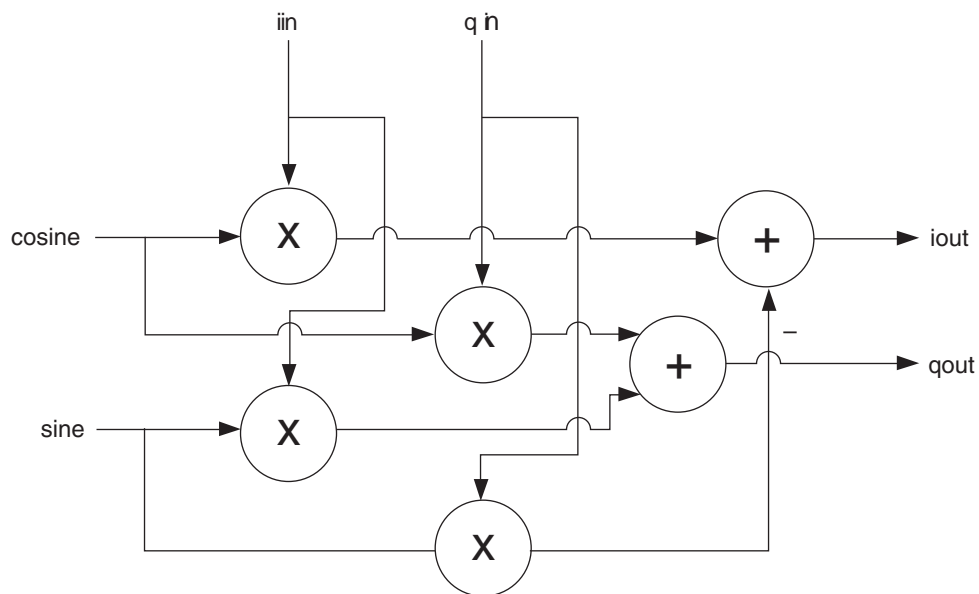 iin
q in
cosine
X
+
iout
X
–
+
qout
sine
X
X